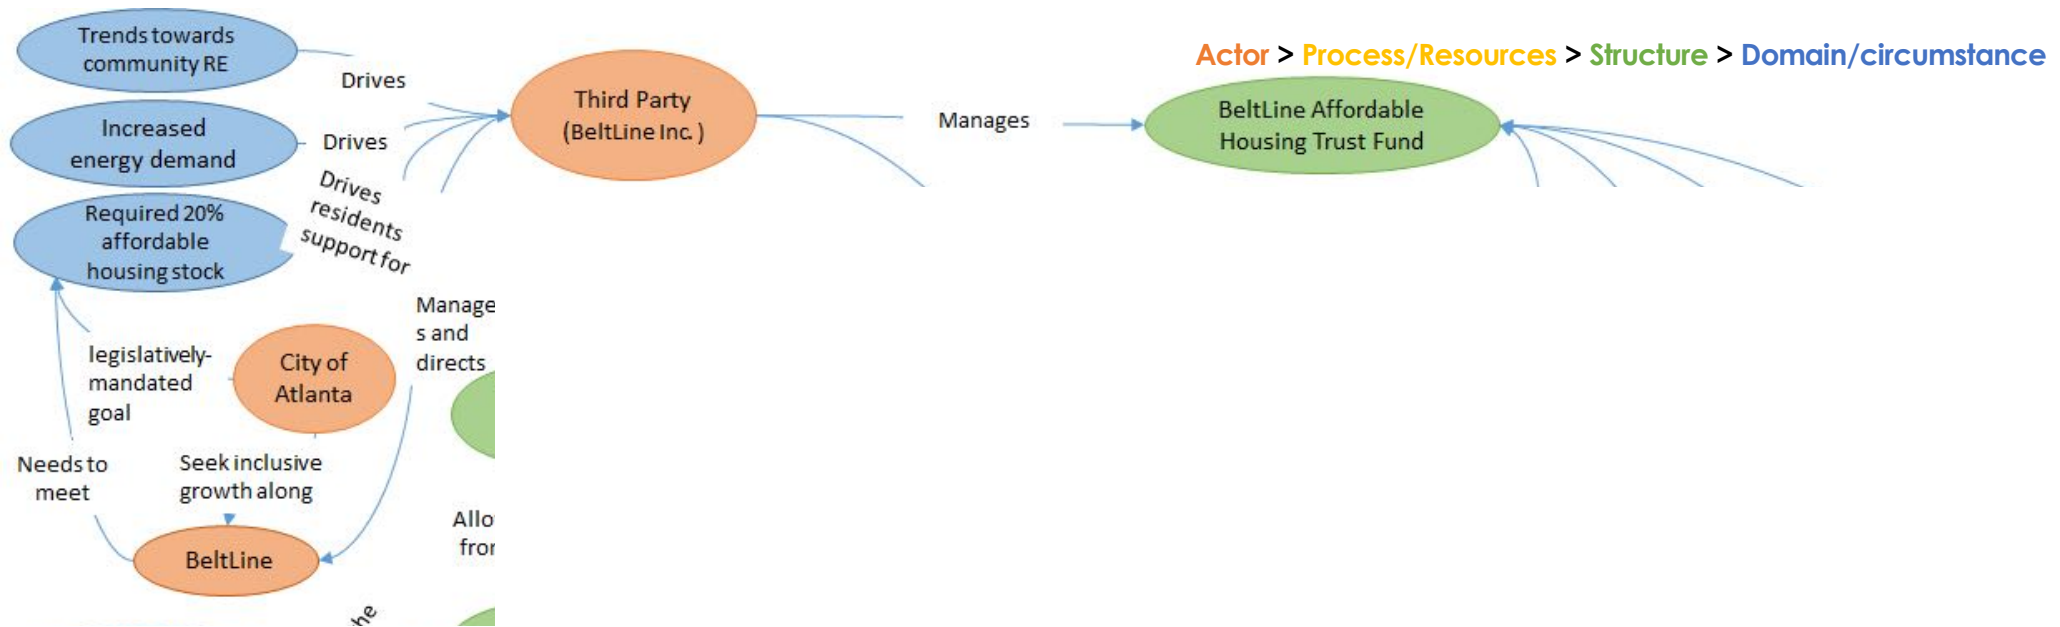 Trends towards
community RE
Drives
Increased
energy demand
Drives
Drives
residents
support for
Required 20%
affordable
housing stock
Third Party
(BeltLine Inc. )
Manages
Actor > Process/Resources > Structure > Domain/circumstance
BeltLine Affordable
Housing Trust Fund
Manage
s and
directs
legislatively-
mandated
goal
City of
Atlanta
Needs to
meet
Seek inclusive
growth along
BeltLine